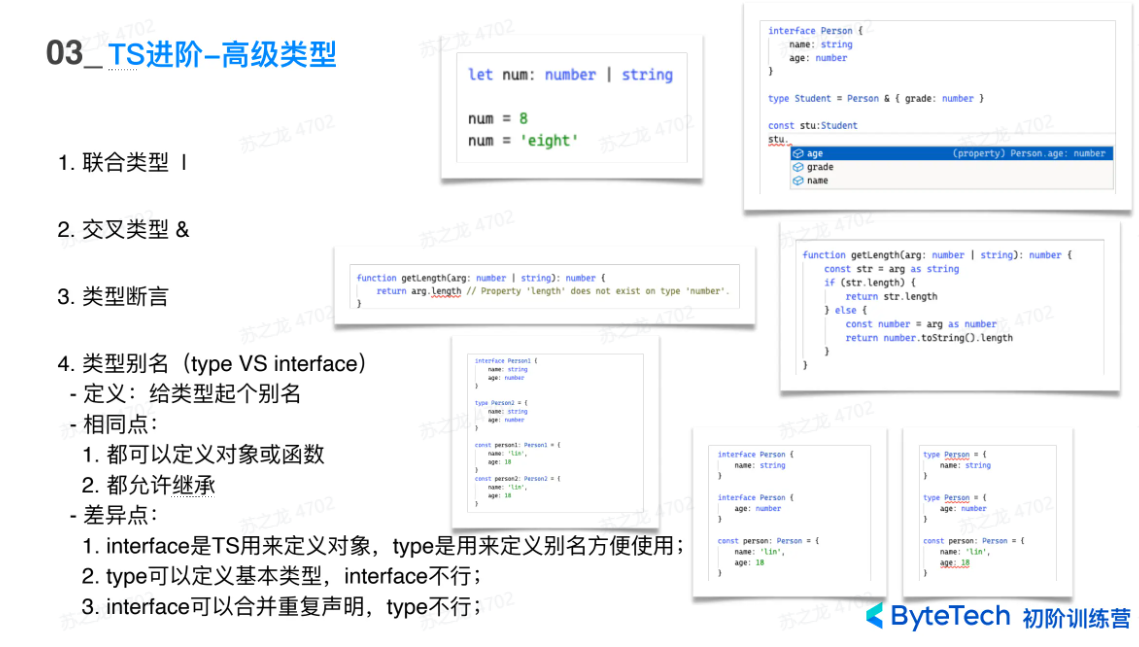 03_ TS进阶–高级类型
1. 联合类型 |
2. 交叉类型 &
3. 类型断言
4. 类型别名（type VS interface）
- 定义：给类型起个别名
- 相同点：
1. 都可以定义对象或函数
2. 都允许继承
- 差异点：
1. interface是TS用来定义对象，type是用来定义别名方便使用；
2. type可以定义基本类型，interface不行；
3. interface可以合并重复声明，type不行；
let num: number | string
num = 8
num = 'eight'
interface Person {
name: string
age: number
}
type Student = Person & { grade: number }
const stu:Student
stu.
age (property) Person.age: number
grade
name
function getLength(arg: number | string): number {
return arg.length // Property 'length' does not exist on type 'number'.
}
function getLength(arg: number | string): number {
const str = arg as string
if (str.length) {
return str.length
} else {
const number = arg as number
return number.toString().length
}
}
interface Person1 {
name: string
age: number
}
type Person2 = {
name: string
age: number
}
const person1: Person1 = {
name: 'lin',
age: 18
}
const person2: Person2 = {
name: 'lin',
age: 18
}
interface Person {
name: string
}
interface Person {
age: number
}
const person: Person = {
name: 'lin',
age: 18
}
type Person = {
name: string
}
type Person = {
age: number
}
const person: Person = {
name: 'lin',
age: 18
}
ByteTech 初阶训练营
苏之龙 4702